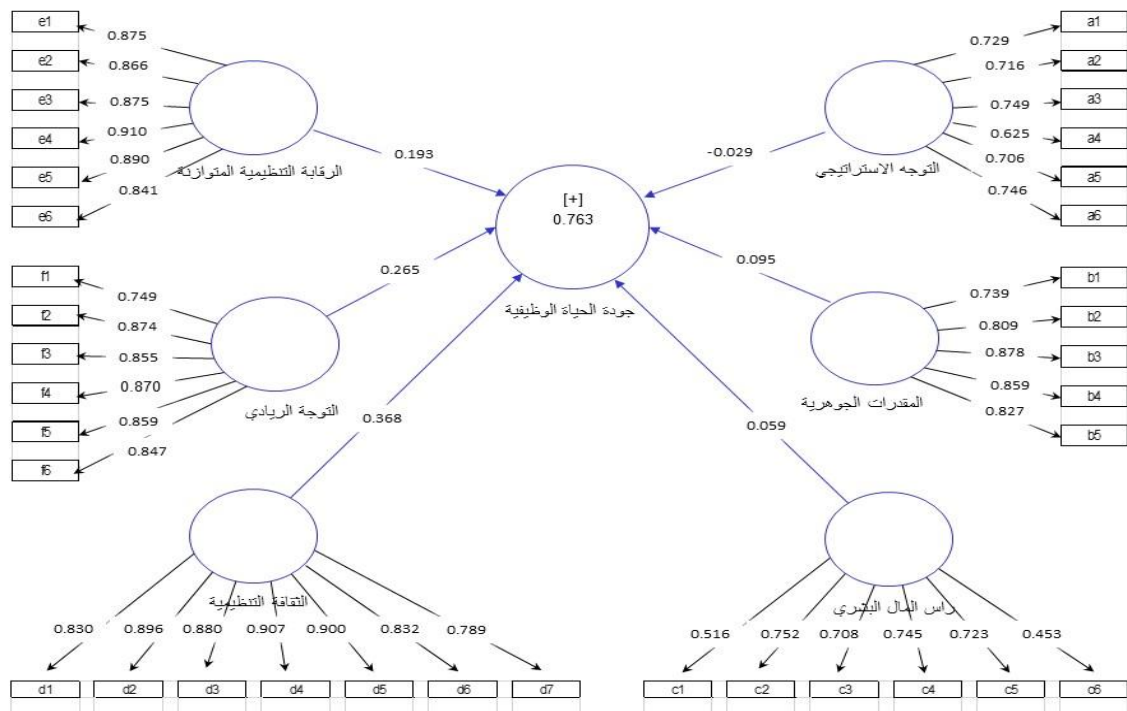 e1
0.875
e2
0.866
e3
0.875
e4
0.910
e5
0.890
e6
0.841
الرقابة التنظيمية المتوازنة
0.193
a1
0.729
a2
0.716
a3
0.749
a4
0.625
a5
0.706
a6
0.746
التوجه الاستراتيجي
-0.029
[+]
0.763
جودة الحياة الوظيفية
f1
0.749
f2
0.874
f3
0.855
f4
0.870
f5
0.859
f6
0.847
التوجة الريادي
0.265
b1
0.739
b2
0.809
b3
0.878
b4
0.859
b5
0.827
المقدرات الجوهرية
0.095
0.368
0.059
الثقافة التنظيمية
راس المال البشري
0.830 0.896 0.880 0.907 0.900 0.832 0.789
0.516 0.752 0.708 0.745 0.723 0.453
d1 d2 d3 d4 d5 d6 d7
c1 c2 c3 c4 c5 c6